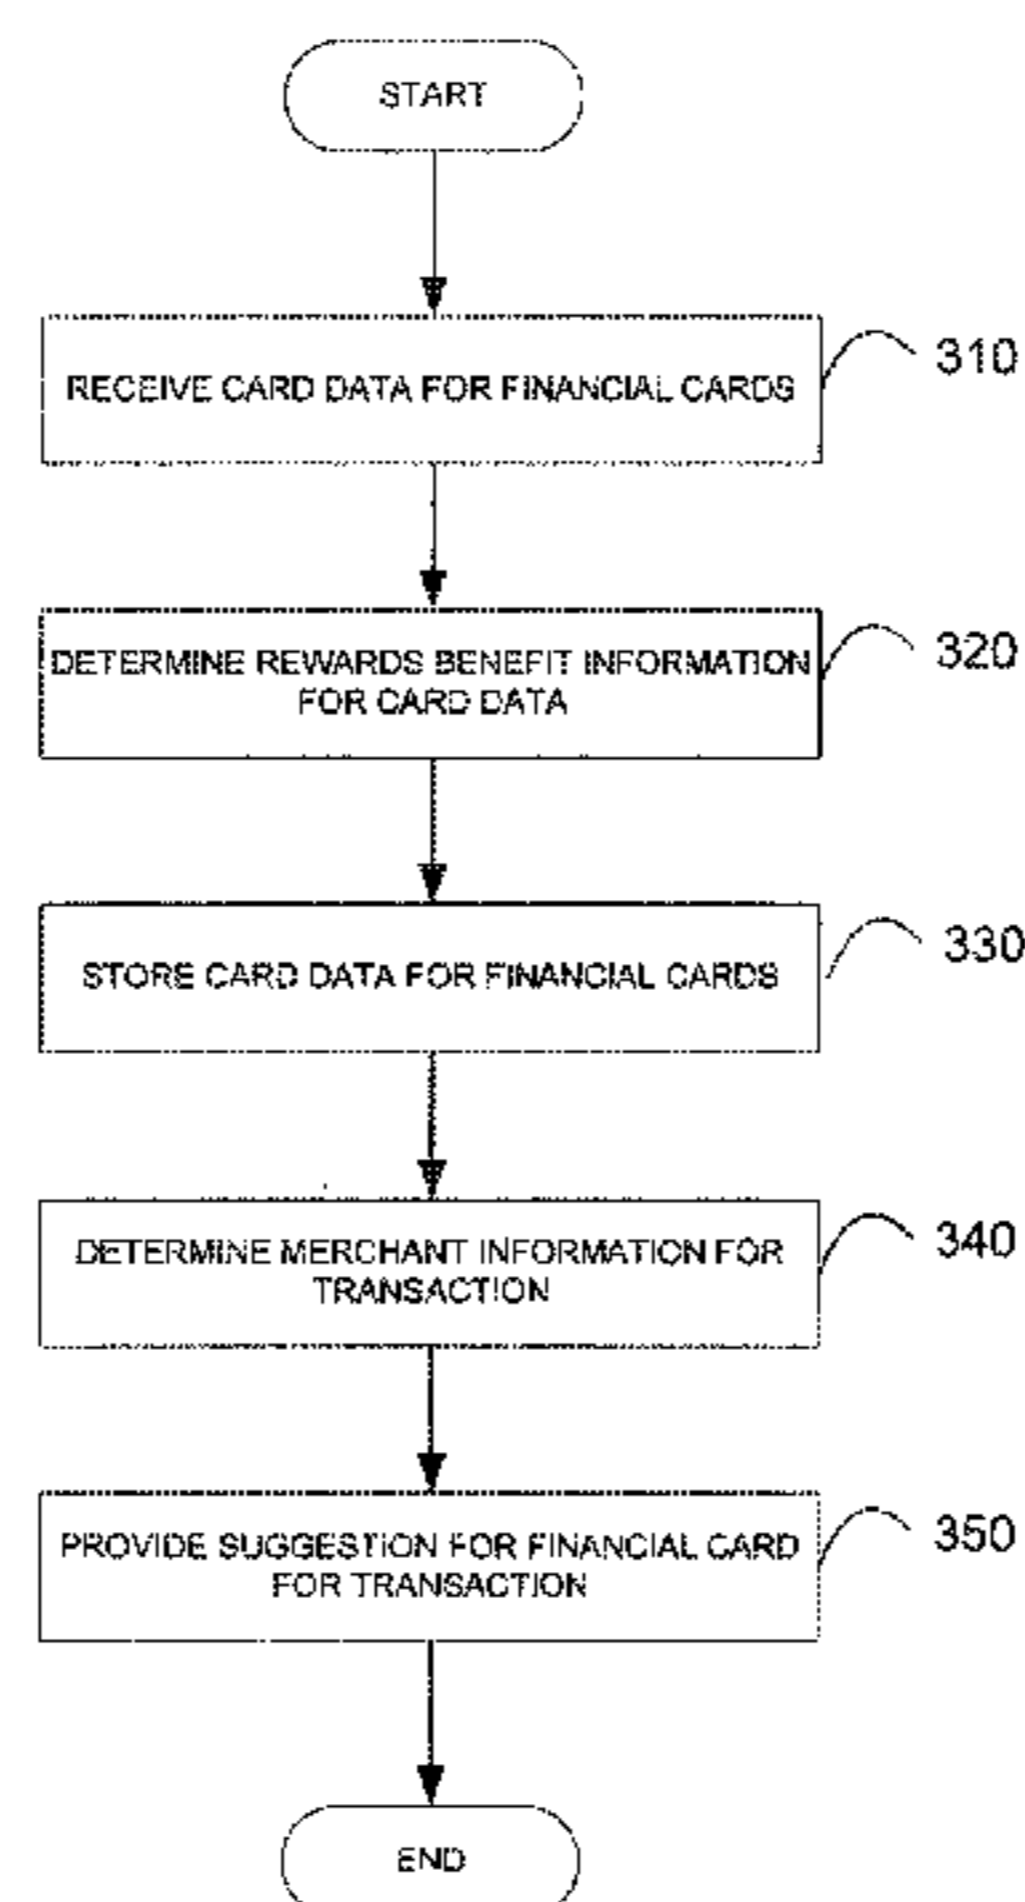 START
RECEIVE CARD DATA FOR FINANCIAL CARDS
310
DETERMINE REWARDS BENEFIT INFORMATION
FOR CARD DATA
320
STORE CARD DATA FOR FINANCIAL CARDS
330
DETERMINE MERCHANT INFORMATION FOR
TRANSACTION
340
PROVIDE SUGGESTION FOR FINANCIAL CARD
FOR TRANSACTION
350
END